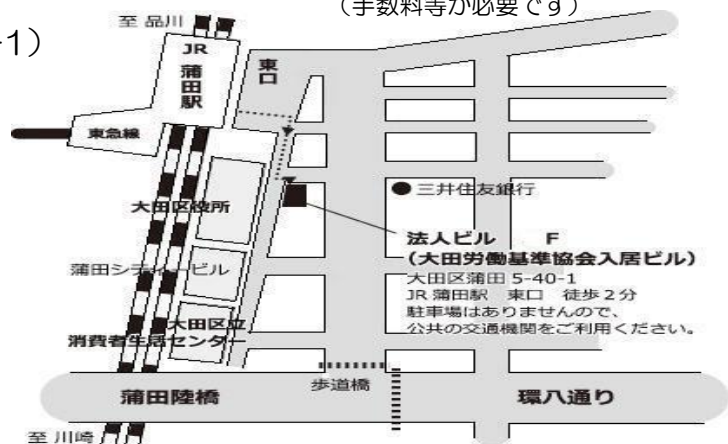 （手数料等が必要です）
-1）
至 品川
JR
蒲田駅
東口
東急線
大田区役所
三井住友銀行
法人ビル F
（大田労働基準協会入居ビル）
大田区蒲田 5-40-1
JR 蒲田駅 東口 徒歩２分
駐車場はありませんので、
公共の交通機関をご利用ください。
蒲田シティービル
大田区立
消費者生活センター
歩道橋
蒲田陸橋
環八通り
至 川崎